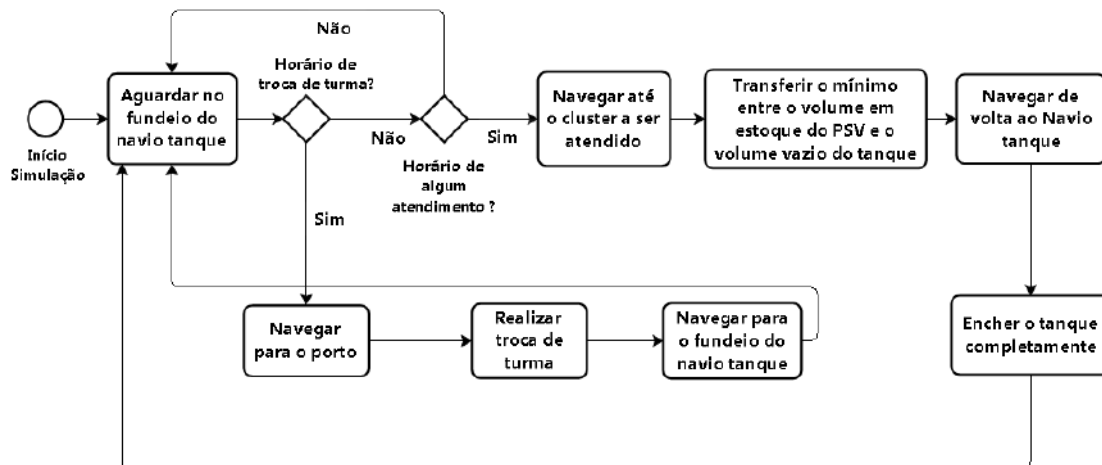 Não
Horário de
troca de turma?
Aguardar no
fundeio do
navio tanque
Início
Simulação
Não
Sim
Horário de
algum
atendimento ?
Navegar até
o cluster a ser
atendido
Transferir o mínimo
entre o volume em
estoque do PSV e o
volume vazio do tanque
Navegar de
volta ao Navio
tanque
Sim
Navegar
para o porto
Realizar
troca de
turma
Navegar para
o fundeio do
navio tanque
Encher o tanque
completamente